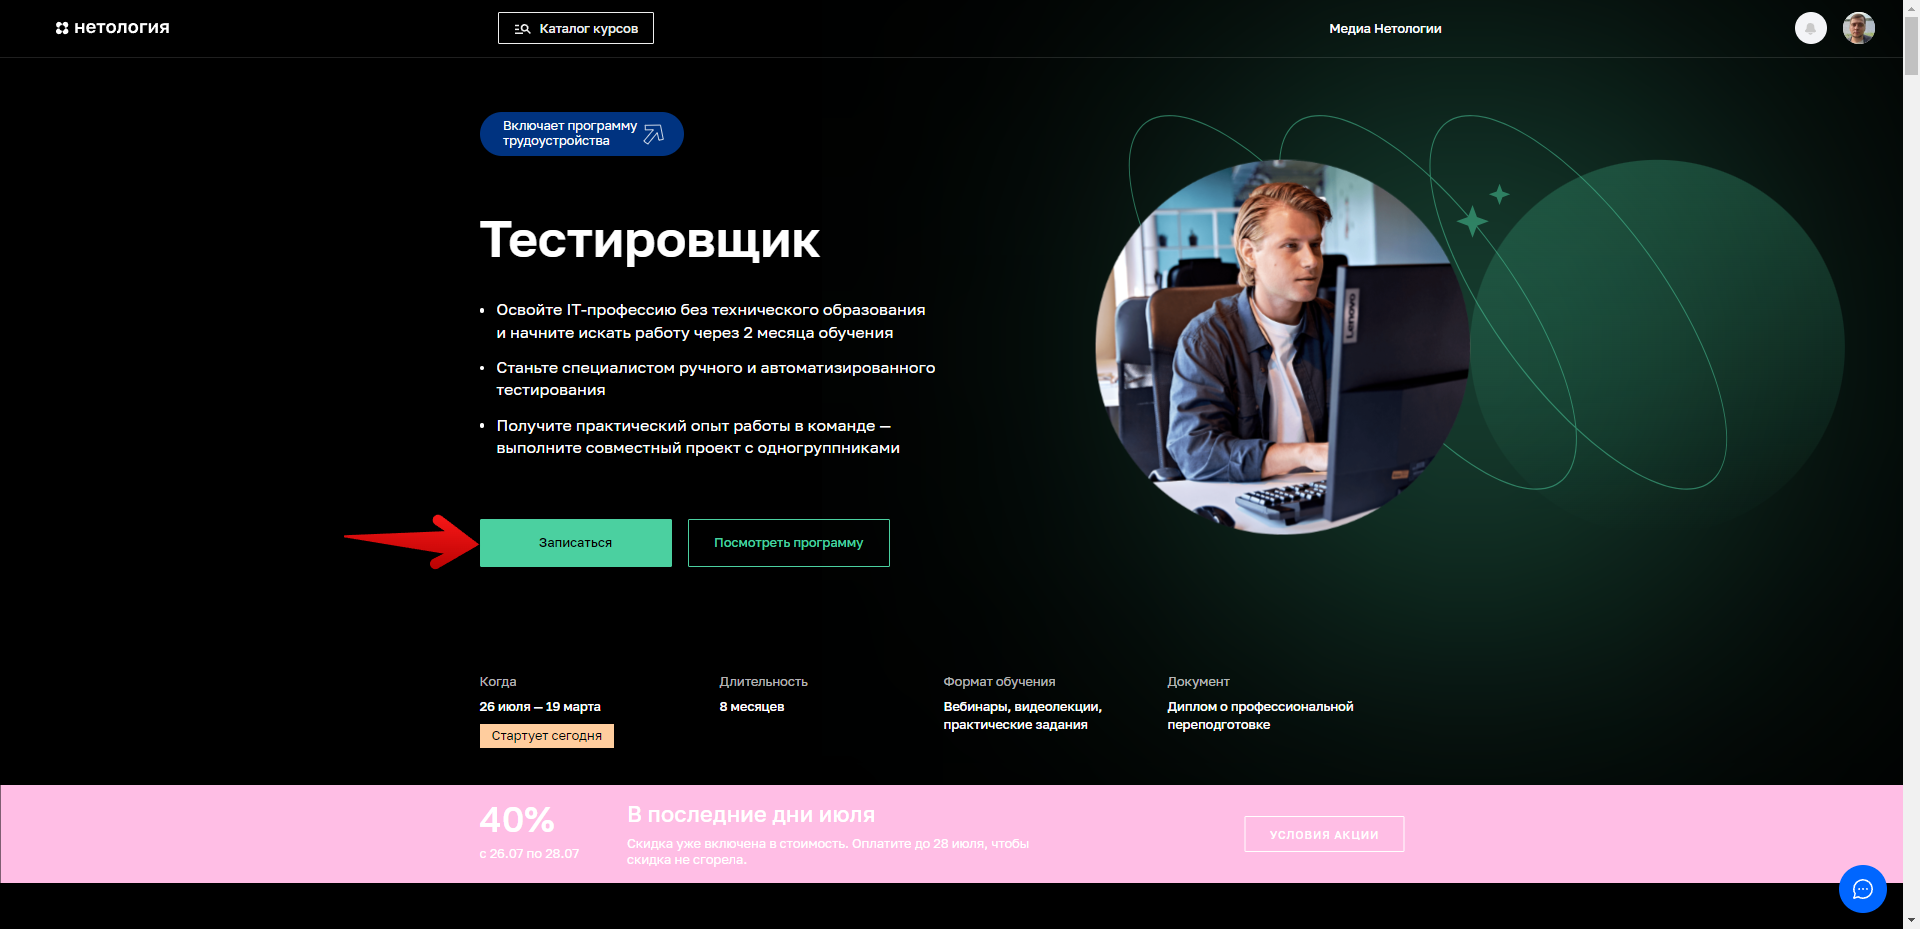 нетология
Каталог курсов
Медиа Нетологии
Включает программу
трудоустройства
Тестировщик
Освойте IT-профессию без технического образования
и начните искать работу через 2 месяца обучения
Станьте специалистом ручного и автоматизированного
тестирования
Получите практический опыт работы в команде —
выполните совместный проект с одногруппниками
Lenovo
Записаться
Посмотреть программу
Когда
26 июля — 19 марта
Стартует сегодня
Длительность
8 месяцев
Формат обучения
Вебинары, видеолекции,
практические задания
Документ
Диплом о профессиональной
переподготовке
40%
с 26.07 по 28.07
В последние дни июля
Скидка уже включена в стоимость. Оплатите до 28 июля, чтобы
скидка не сгорела.
УСЛОВИЯ АКЦИИ